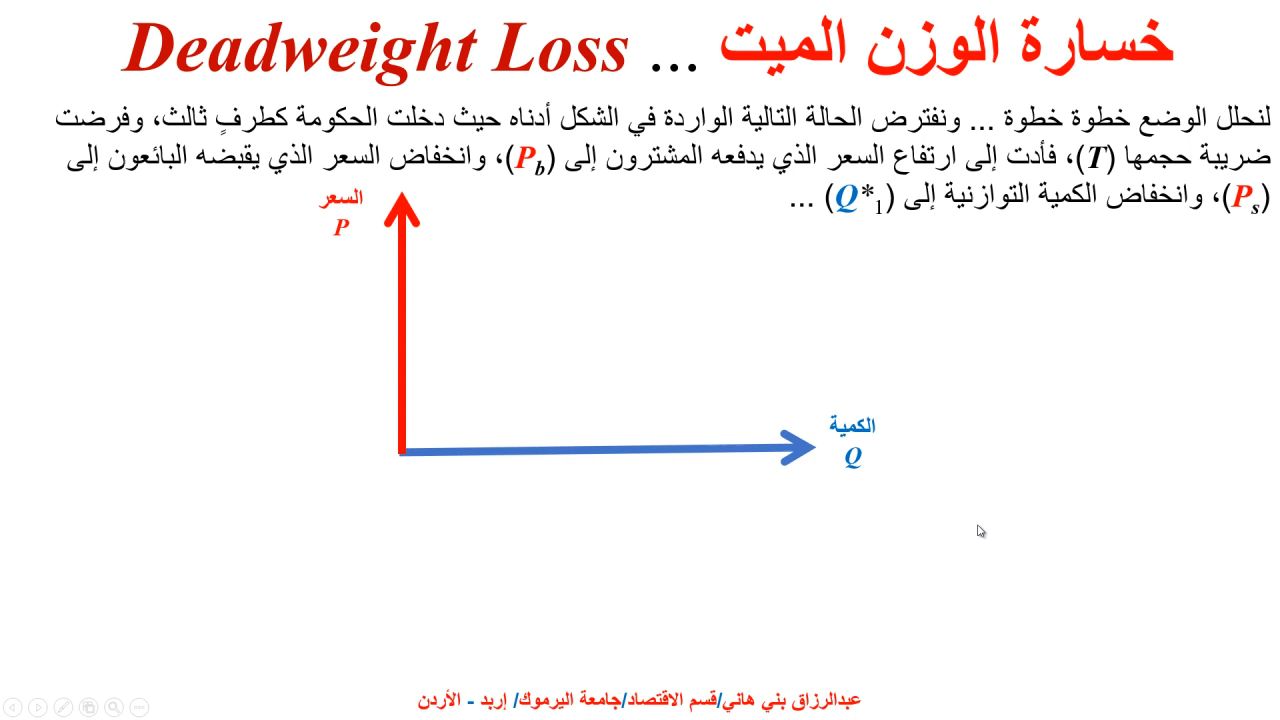 خسارة الوزن الميت ... Deadweight Loss
لنحلل الوضع خطوة خطوة ... ونفترض الحالة التالية الواردة في الشكل أدناه حيث دخلت الحكومة كطرفٍ ثالث، وفرضت
ضريبة حجمها (T)، فأدت إلى ارتفاع السعر الذي يدفعه المشترون إلى (Pb)، وانخفاض السعر الذي يقبضه البائعون إلى
(Ps)، وانخفاض الكمية التوازنية إلى (Q*1) ...
السعر
P
الكمية
Q
عبدالرزاق بني هاني/قسم الاقتصاد/جامعة اليرموك/ إربد - الأردن